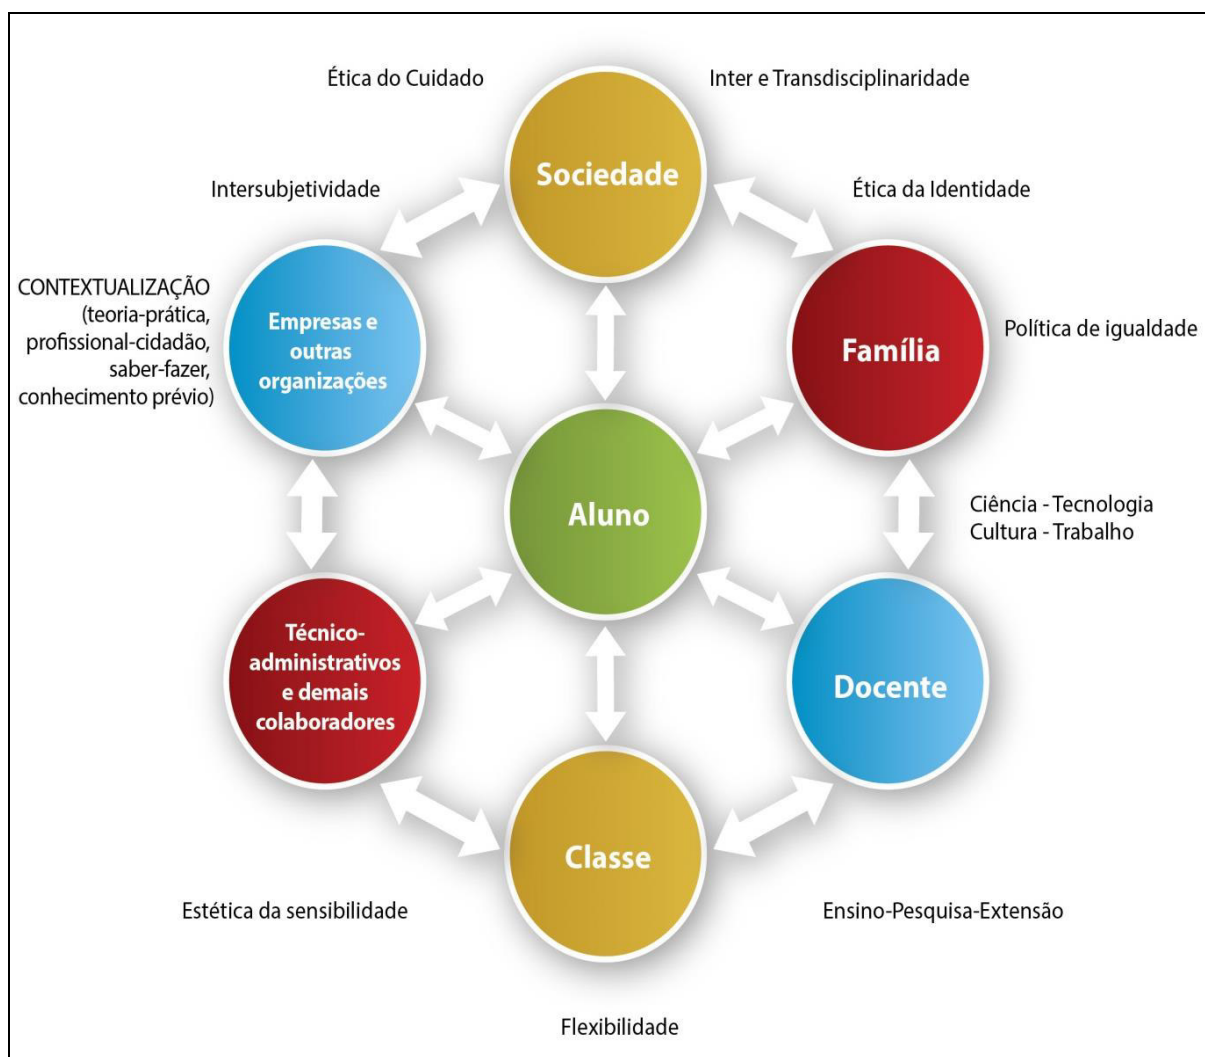 Ética do Cuidado
Inter e Transdisciplinaridade
Sociedade
Intersubjetividade
Ética da Identidade
CONTEXTUALIZAÇÃO
(teoria-prática,
profissional-cidadão,
saber-fazer,
conhecimento prévio)
Empresas e
outras
organizações
Família
Política de igualdade
Aluno
Ciência - Tecnologia
Cultura - Trabalho
Técnico-
administrativos
e demais
colaboradores
Docente
Classe
Estética da sensibilidade
Ensino-Pesquisa-Extensão
Flexibilidade